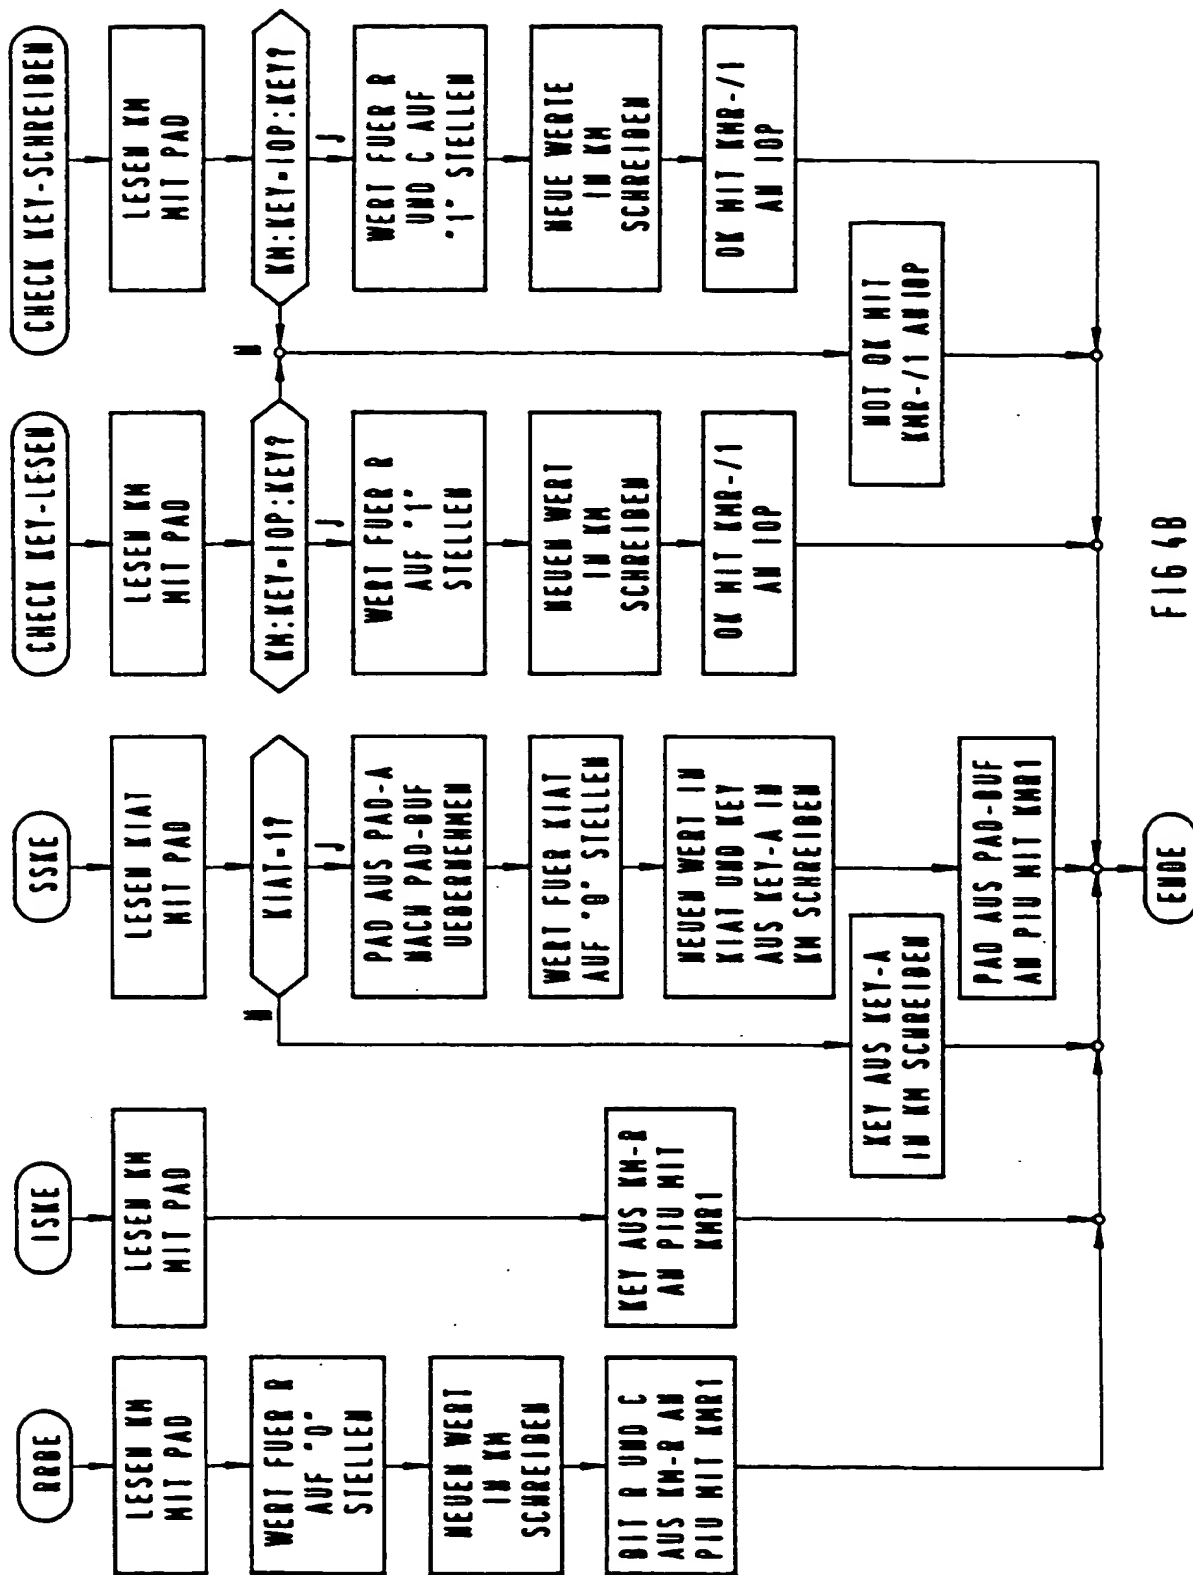 RRBE
LESEN KM
MIT PAD
WERT FUER R
AUF "0"
STELLEN
NEUEN WERT
IN KM
SCHREIBEN
BIT R UND C
AUS KM-R AN
PIU MIT KMR1
ISKE
LESEN KM
MIT PAD
KEY AUS KM-R
AN PIU MIT
KMR1
SSKE
LESEN KIAT
MIT PAD
KIAT=1?
N
J
PAD AUS PAD-A
NACH PAD-BUF
UEBERNEHMEN
WERT FUER KIAT
AUF "0" STELLEN
NEUEN WERT IN
KIAT UND KEY
AUS KEY-A IN
KM SCHREIBEN
KEY AUS KEY-A
IN KM SCHREIBEN
PAD AUS PAD-BUF
AN PIU MIT KMR1
CHECK KEY-LESEN
LESEN KM
MIT PAD
KM:KEY=IOP:KEY?
J
WERT FUER R
AUF "1"
STELLEN
NEUEN WERT
IN KM
SCHREIBEN
OK MIT KMR-/1
AN IOP
N
NOT OK MIT
KMR-/1 AN IOP
CHECK KEY-SCHREIBEN
LESEN KM
MIT PAD
KM:KEY=IOP:KEY?
J
WERT FUER R
UND C AUF
"1" STELLEN
NEUE WERTE
IN KM
SCHREIBEN
OK MIT KMR-/1
AN IOP
ENDE
FIG 4B